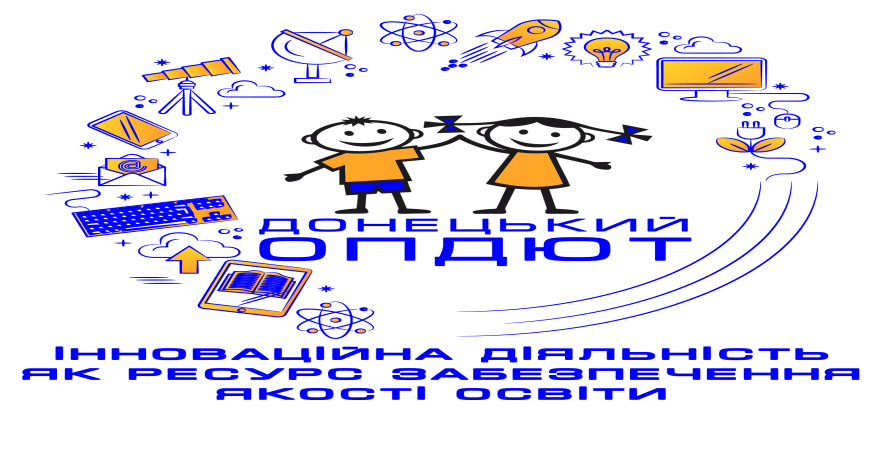 ДОНЕЦЬКИЙ
ОПДЮТ
ІННОВАЦІЙНА ДІЯЛЬНІСТЬ
ЯК РЕСУРС ЗАБЕЗПЕЧЕННЯ
ЯКОСТІ ОСВІТИ